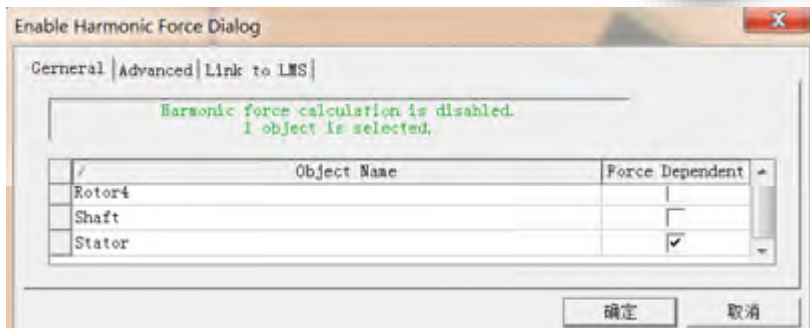 Enable Harmonic Force Dialog
Gerneral Advanced Link to LMS
Harmonic force calculation is disabled.
1 object is selected.
/ Object Name Force Dependent
Rotor4
Shaft
Stator
确定 取消